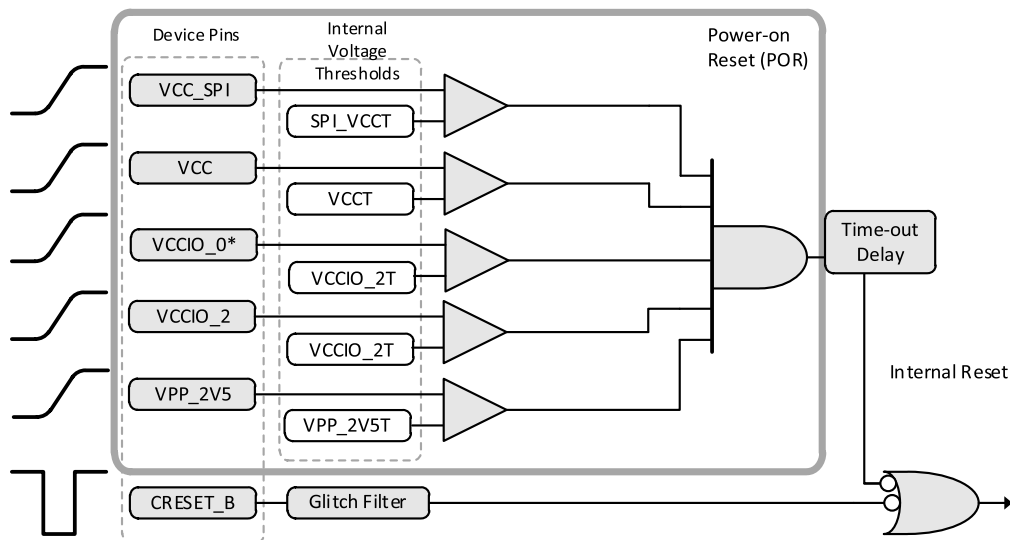 Device Pins
Internal
Voltage
Thresholds
Power-on
Reset (POR)
VCC_SPI
SPI_VCCT
VCC
VCCT
VCCIO_0*
VCCIO_2T
Time-out
Delay
VCCIO_2
VCCIO_2T
VPP_2V5
VPP_2V5T
Internal Reset
CRESET_B
Glitch Filter